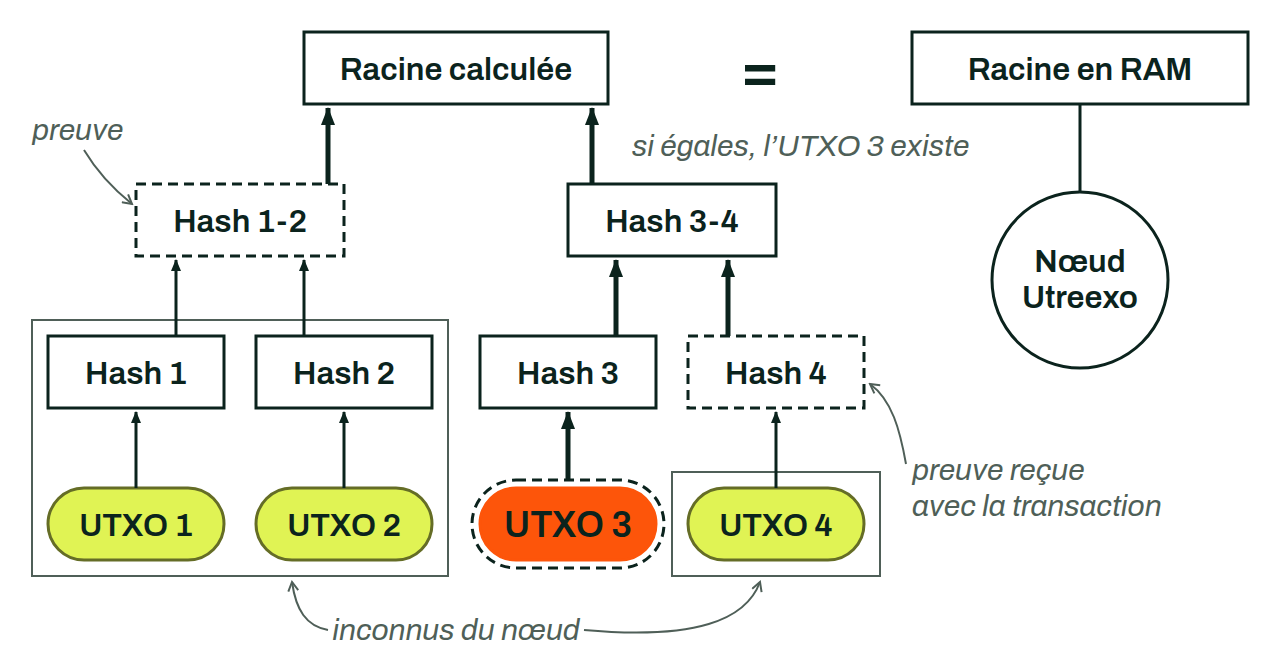 Racine calculée
=
Racine en RAM
preuve
si égales, l’UTXO 3 existe
Hash 1-2
Hash 3-4
Nœud
Utreexo
Hash 1
Hash 2
Hash 3
Hash 4
preuve reçue
avec la transaction
UTXO 1
UTXO 2
UTXO 3
UTXO 4
inconnus du nœud